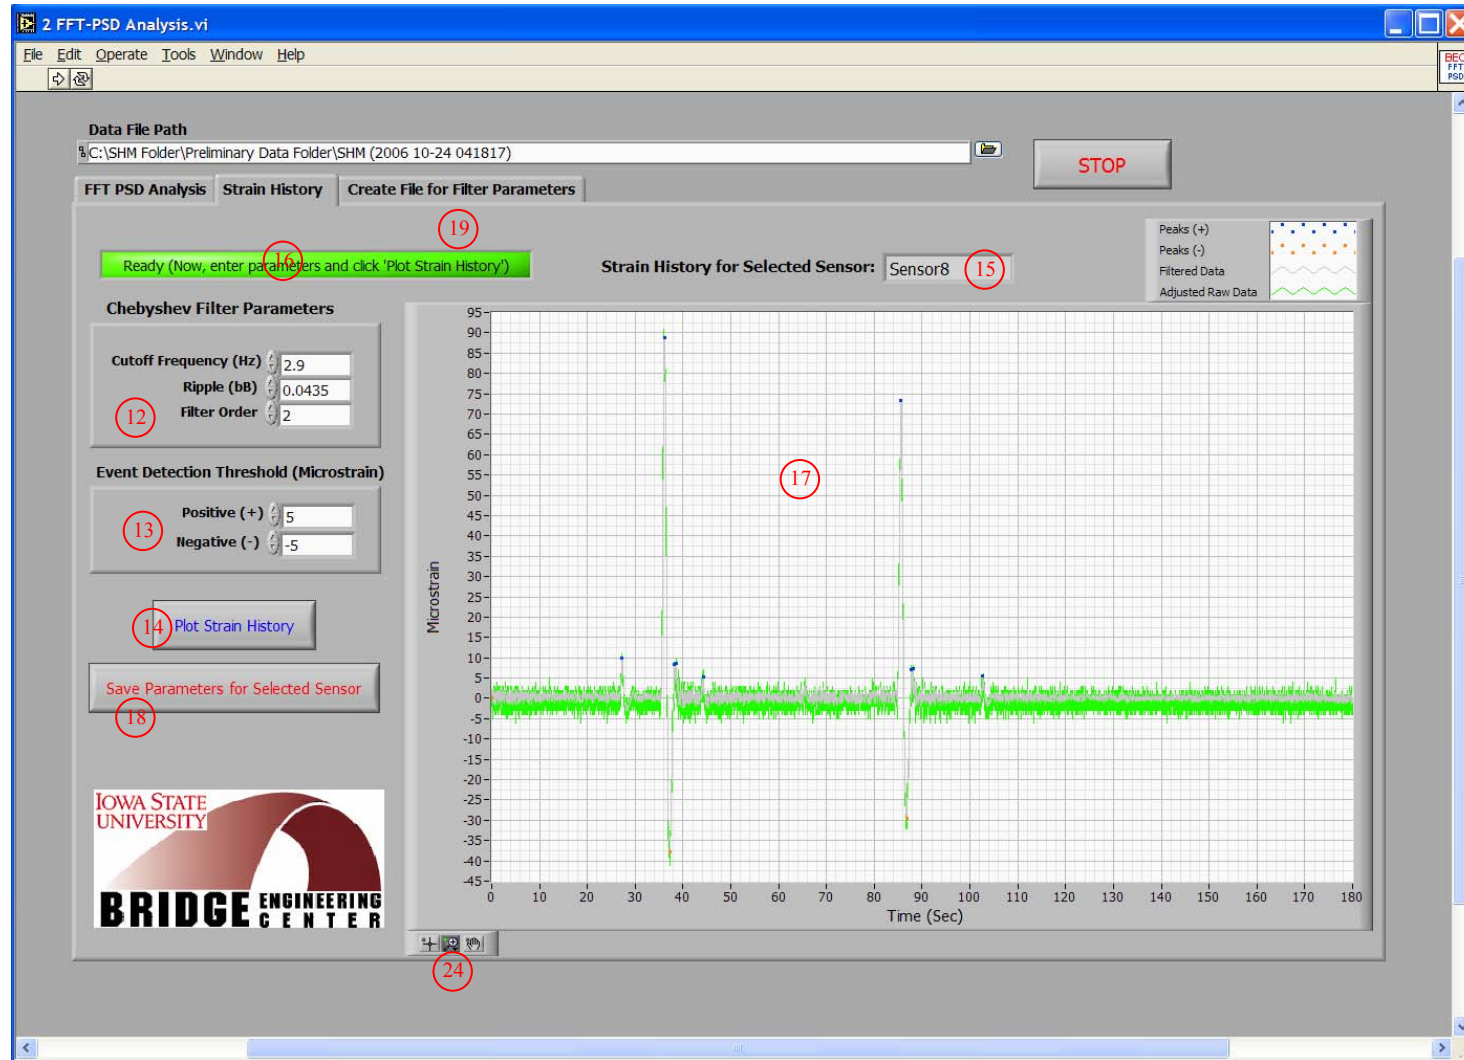 2 FFT-PSD Analysis.vi
File Edit Operate Tools Window Help
BEC
FFT
PSD
Data File Path
C:\SHM Folder\Preliminary Data Folder\SHM (2006 10-24 041817)
STOP
FFT PSD Analysis Strain History Create File for Filter Parameters
19
Ready (Now, enter parameters and click 'Plot Strain History')
16
Strain History for Selected Sensor: Sensor8
15
Peaks (+)
Peaks (-)
Filtered Data
Adjusted Raw Data
Chebyshev Filter Parameters
Cutoff Frequency (Hz) 2.9
Ripple (bB) 0.0435
Filter Order 2
12
Event Detection Threshold (Microstrain)
Positive (+) 5
13
Negative (-) -5
14
Plot Strain History
Save Parameters for Selected Sensor
18
IOWA STATE
UNIVERSITY
BRIDGE ENGINEERING
CENTER
Microstrain
95
90
85
80
75
70
65
60
55
50
45
40
35
30
25
20
15
10
5
0
-5
-10
-15
-20
-25
-30
-35
-40
-45
17
0 10 20 30 40 50 60 70 80 90 100 110 120 130 140 150 160 170 180
Time (Sec)
24